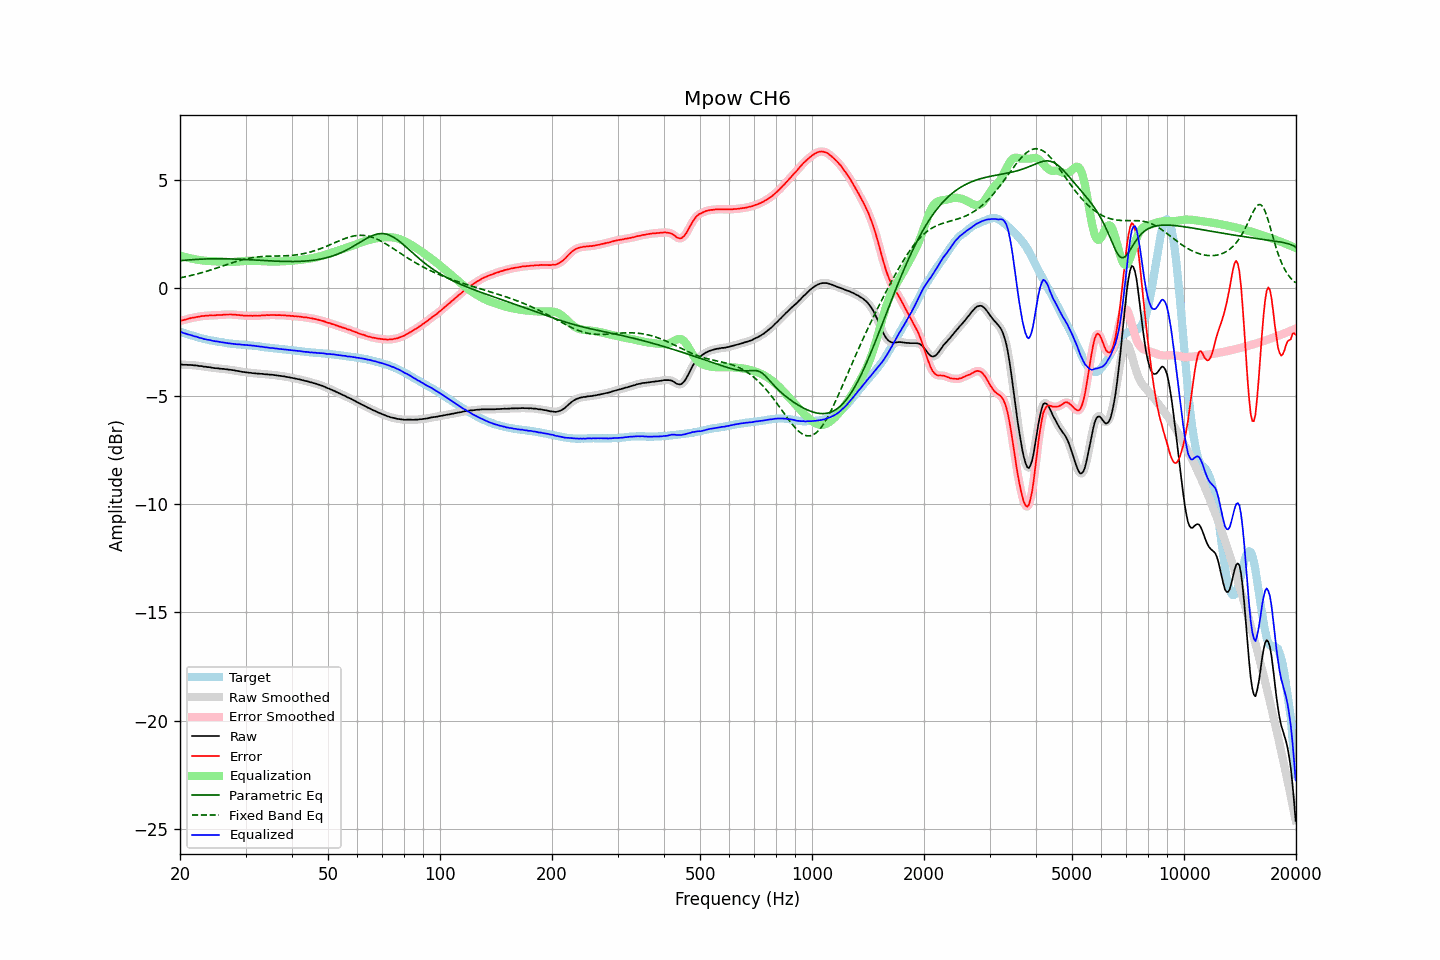 Mpow CH6
5
0
−5
−10
−15
−20
−25
Amplitude (dBr)
Target
Raw Smoothed
Error Smoothed
Raw
Error
Equalization
Parametric Eq
Fixed Band Eq
Equalized
20 50 100 200 500 1000 2000 5000 10000 20000
Frequency (Hz)